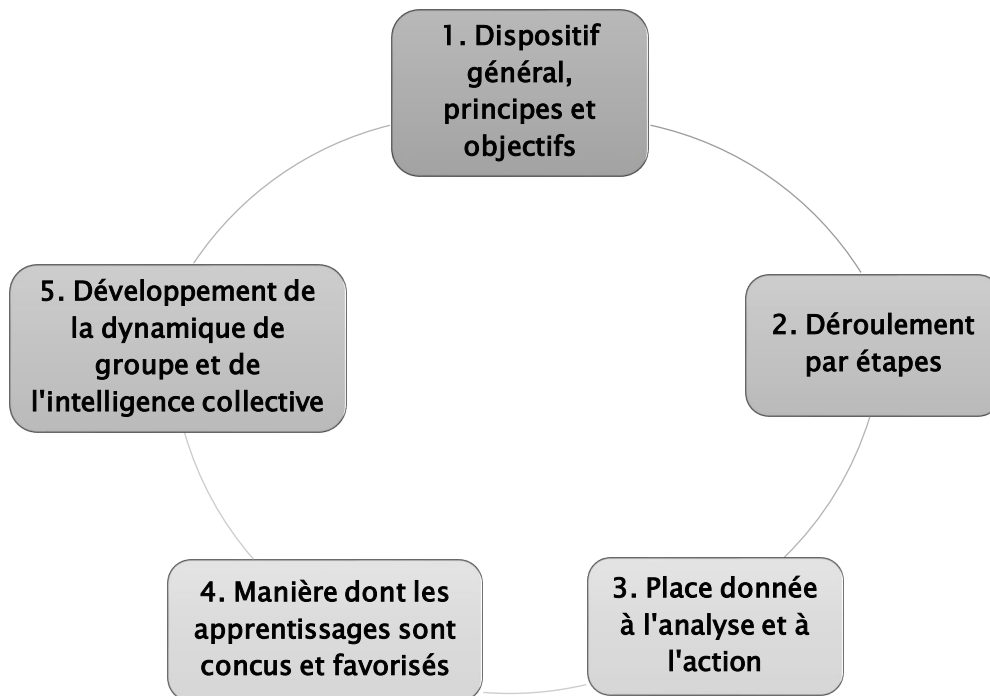 1. Dispositif
général,
principes et
objectifs
2. Déroulement
par étapes
3. Place donnée
à l'analyse et à
l'action
4. Manière dont les
apprentissages sont
concus et favorisés
5. Développement de
la dynamique de
groupe et de
l'intelligence collective